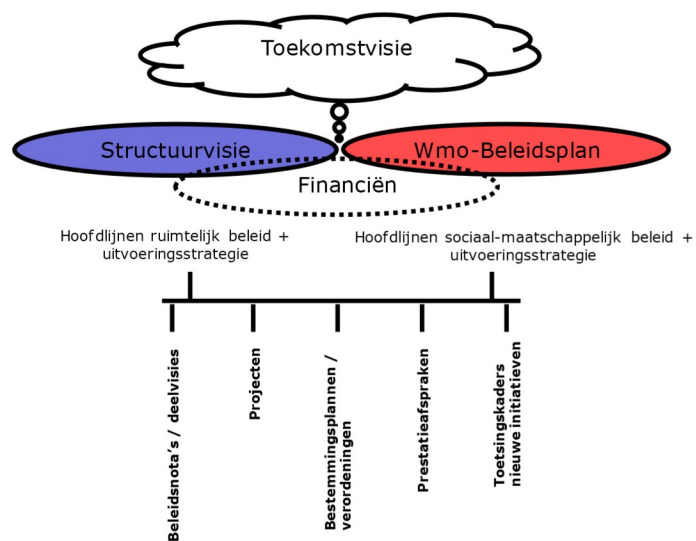 Toekomstvisie
Structuurvisie
Wmo-Beleidsplan
Financiën
Hoofdlijnen ruimtelijk beleid +
uitvoeringsstrategie
Hoofdlijnen sociaal-maatschappelijk beleid +
uitvoeringsstrategie
Beleidsnota's / deelvisies
Projecten
Bestemmingsplannen /
verordeningen
Prestatieafspraken
Toetsingskaders
nieuwe initiatieven